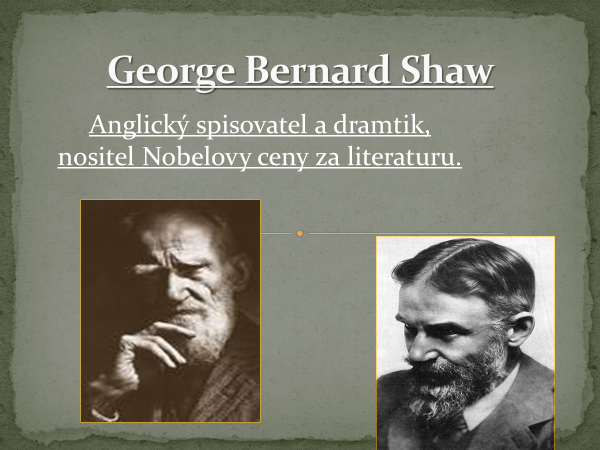 George Bernard Shaw
Anglický spisovatel a dramtik,
nositel Nobelovy ceny za literaturu.